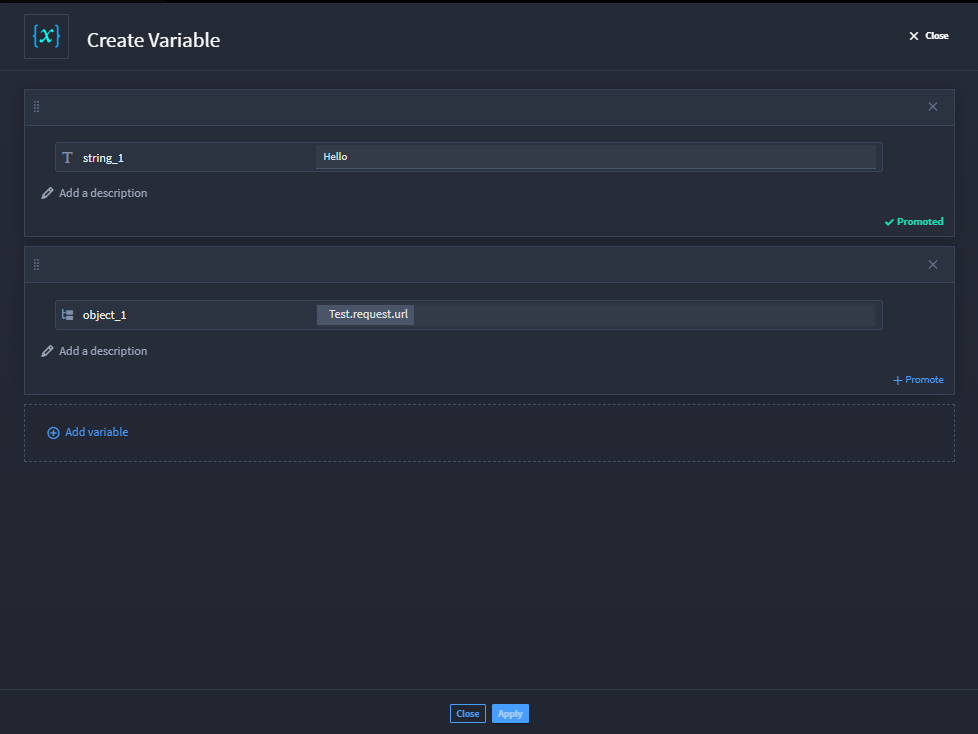 {x} Create Variable
Close
string_1 Hello
Add a description
Promoted
object_1 Test.request.url
Add a description
Promote
Add variable
Close Apply